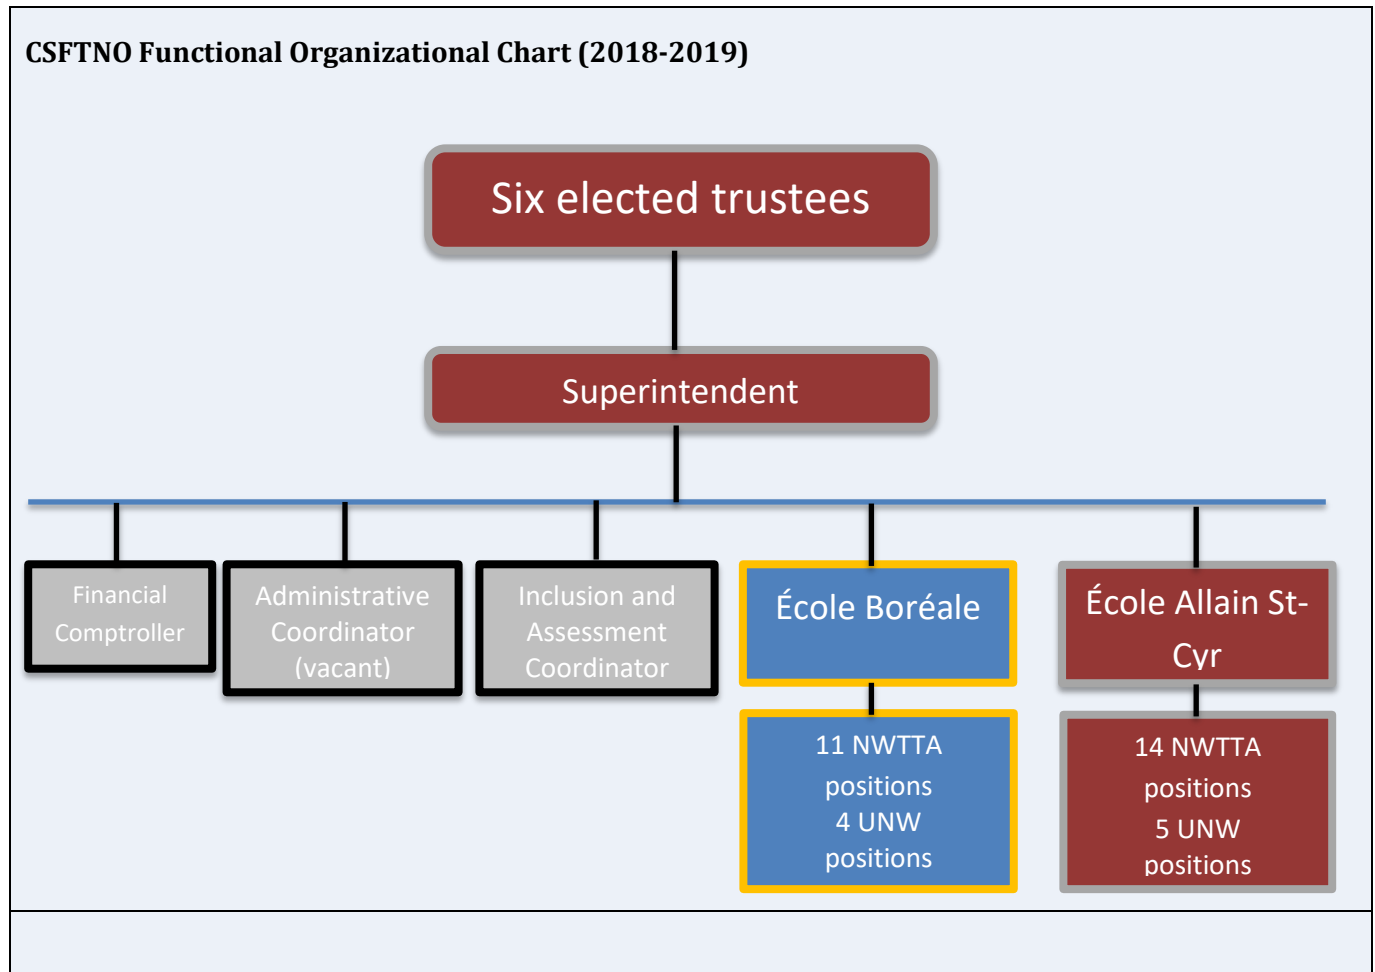 CSFTNO Functional Organizational Chart (2018-2019)
Six elected trustees
Superintendent
Financial
Comptroller
Administrative
Coordinator
(vacant)
Inclusion and
Assessment
Coordinator
École Boréale
École Allain St-
Cyr
11 NWTTA
positions
4 UNW
positions
14 NWTTA
positions
5 UNW
positions